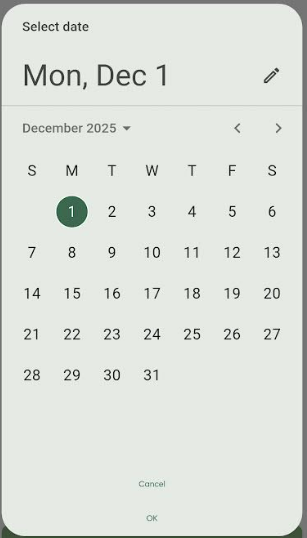 Select date
Mon, Dec 1
December 2025
S M T W T F S
1 2 3 4 5 6
7 8 9 10 11 12 13
14 15 16 17 18 19 20
21 22 23 24 25 26 27
28 29 30 31
Cancel
OK